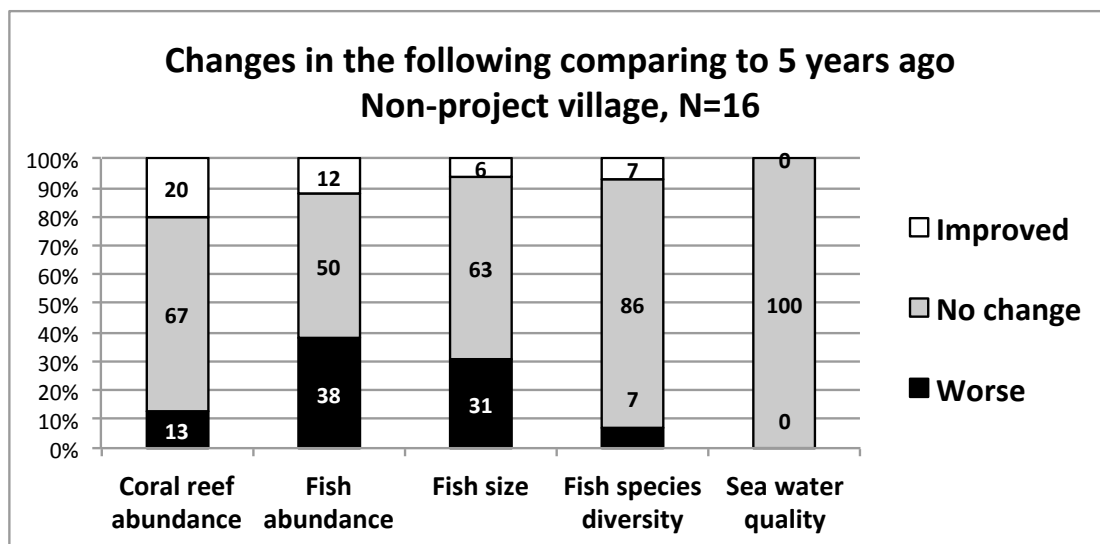 Changes in the following comparing to 5 years ago
Non-project village, N=16
100%
90%
80%
70%
60%
50%
40%
30%
20%
10%
0%
20
12
6
7
0
67
50
63
86
100
13
38
31
7
0
Coral reef abundance
Fish abundance
Fish size
Fish species diversity
Sea water quality
Improved
No change
Worse